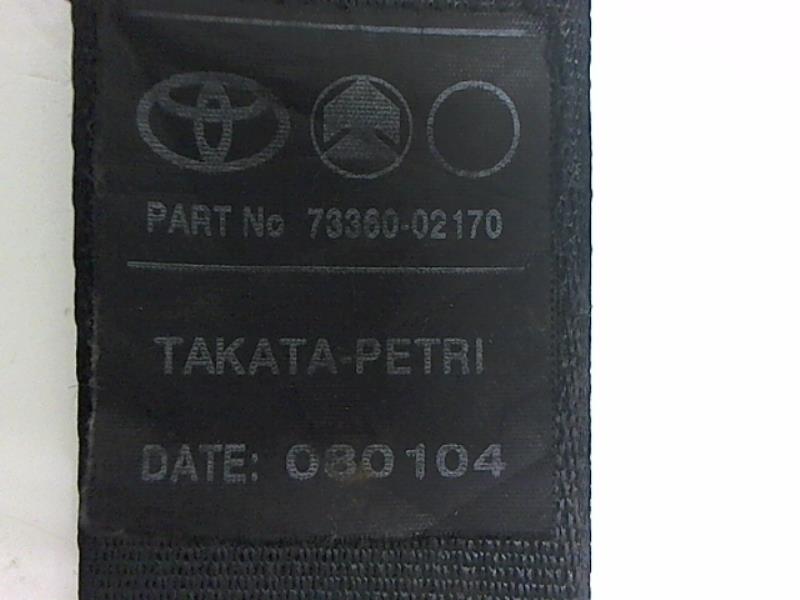 PART No 73360-02170
TAKATA-PETRI
DATE: 080104